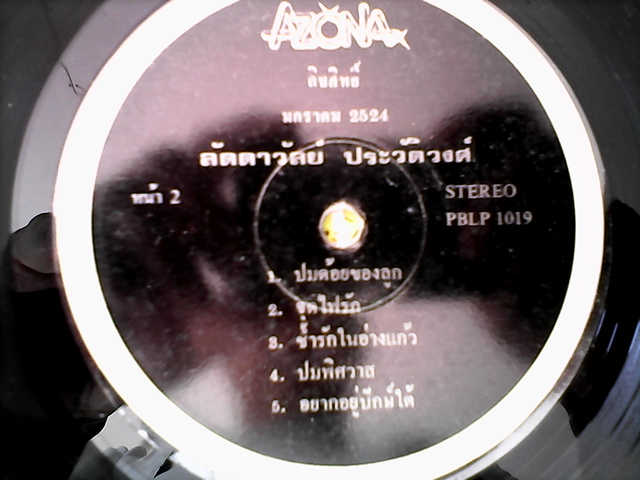 AZONA
ลิขสิทธิ์
มกราคม 2524
ลัดดาวัลย์ ประวัติวงศ์
หน้า 2
STEREO
PBLP 1019
1. ปมด้อยของลูก
2. ชุดไฟรัก
3. ช้ำรักในอ่างแก้ว
4. ปมพิศวาส
5. อยากอยู่ปักษ์ใต้